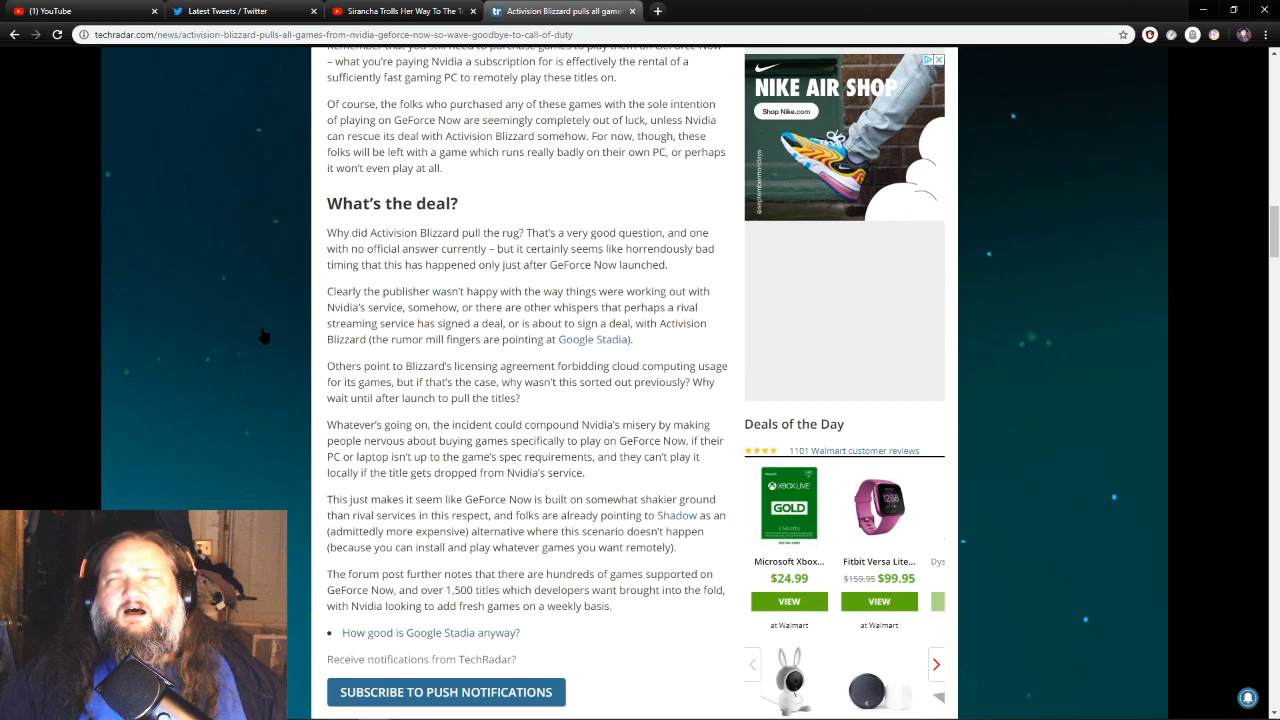 (1) YouTube
Latest Tweets / Twitter
Sirancha Trolls Her Way To The T
Activision Blizzard pulls all games
techradar.com/news/activision-blizzard-pulls-all-games-from-nvidia-geforce-now-so-wave-goodbye-to-call-of-duty
Remember that you still need to purchase games to play them on GeForce Now
– what you're paying Nvidia a subscription for is effectively the rental of a
sufficiently fast gaming PC to remotely play these titles on.
Of course, the folks who purchased any of these games with the sole intention
of playing on GeForce Now are seemingly completely out of luck, unless Nvidia
can rescue its deal with Activision Blizzard somehow. For now, though, these
folks will be left with a game which runs really badly on their own PC, or perhaps
it won't even play at all.
What's the deal?
Why did Activision Blizzard pull the rug? That's a very good question, and one
with no official answer currently – but it certainly seems like horrendously bad
timing that this has happened only just after GeForce Now launched.
Clearly the publisher wasn't happy with the way things were working out with
Nvidia's service, somehow, or there are other whispers that perhaps a rival
streaming service has signed a deal, or is about to sign a deal, with Activision
Blizzard (the rumor mill fingers are pointing at Google Stadia).
Others point to Blizzard's licensing agreement forbidding cloud computing usage
for its games, but if that's the case, why wasn't this sorted out previously? Why
wait until after launch to pull the titles?
Whatever's going on, the incident could compound Nvidia's misery by making
people nervous about buying games specifically to play on GeForce Now, if their
PC or laptop isn't up to the game's spec requirements, and they can't play it
locally if the title gets dropped from Nvidia's service.
This just makes it seem like GeForce Now is built on somewhat shakier ground
than rival services in this respect, and folks are already pointing to Shadow as an
(admittedly more expensive) alternative where this scenario doesn't happen
(because you can install and play whatever games you want remotely).
The forum post further notes that there are hundreds of games supported on
GeForce Now, and over 1,500 titles which developers want brought into the fold,
with Nvidia looking to add fresh games on a weekly basis.
How good is Google Stadia anyway?
Receive notifications from TechRadar?
SUBSCRIBE TO PUSH NOTIFICATIONS
NIKE AIR SHOP
Shop Nike.com
@septembermondays
Deals of the Day
1101 Walmart customer reviews
XBOX LIVE
GOLD
Microsoft Xbox...
$24.99
VIEW
at Walmart
Fitbit Versa Lite...
$159.95 $99.95
VIEW
at Walmart
Dys